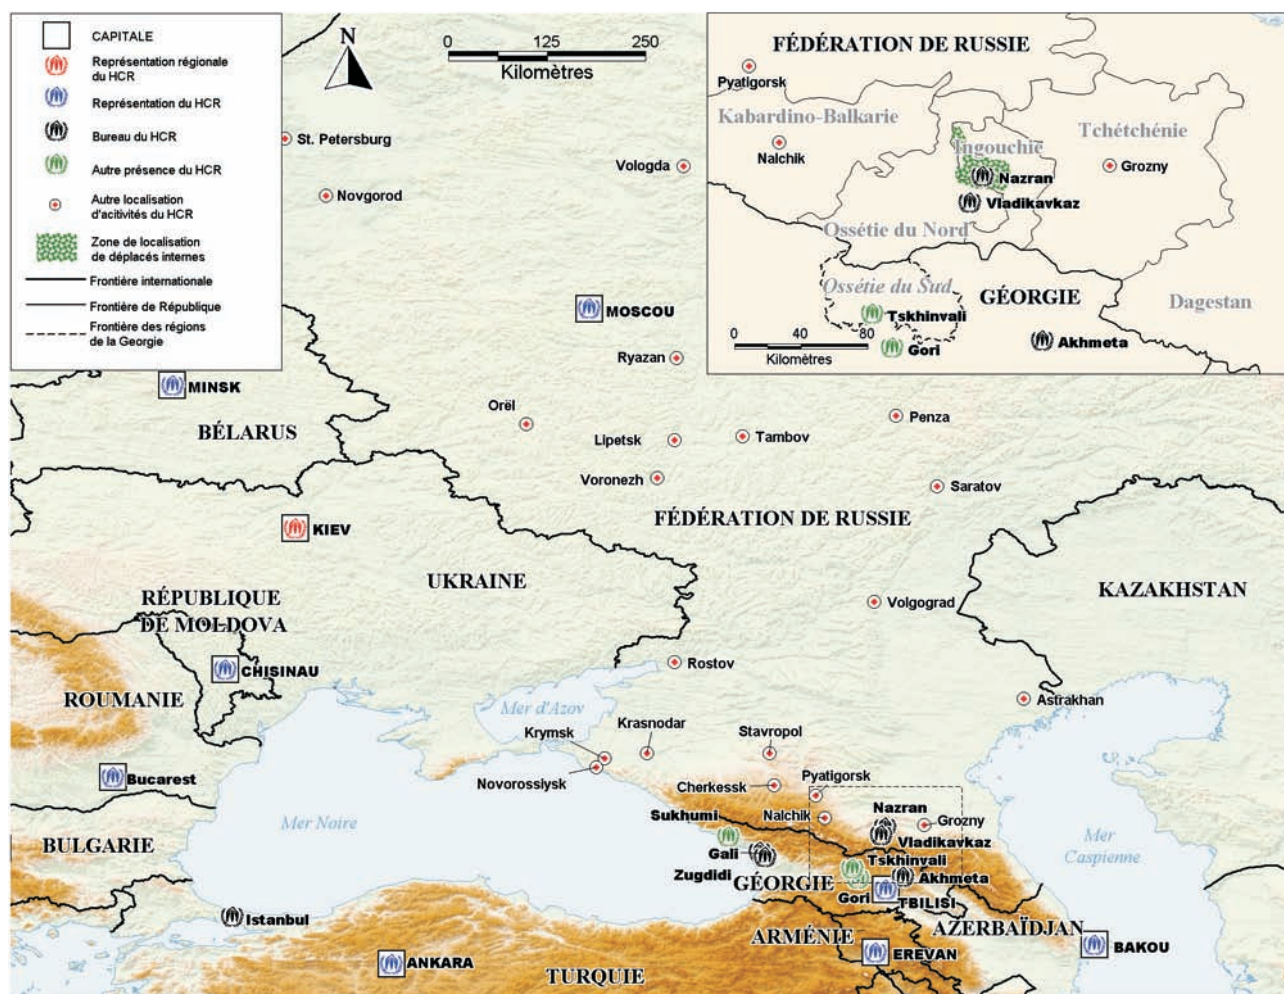 CAPITALE
Représentation régionale
du HCR
Représentation du HCR
Bureau du HCR
Autre présence du HCR
Autre localisation
d'acitivités du HCR
Zone de localisation
de déplacés internes
Frontière internationale
Frontière de République
Frontière des régions
de la Georgie
N
0 125 250
Kilomètres
FÉDÉRATION DE RUSSIE
Pyatigorsk
Kabardino-Balkarie
Nalchik
Ingouchie
Tchétchénie
Grozny
Nazran
Vladikavkaz
Ossétie du Nord
Ossétie du Sud
GÉORGIE
Dagestan
Tskhinvali
0 40 80
Kilomètres
Gori
Akhmeta
St. Petersburg
Vologda
Novgorod
MOSCOU
Ryazan
MINSK
BÉLARUS
Orël
Lipetsk
Tambov
Penza
Voronezh
Saratov
FÉDÉRATION DE RUSSIE
KIEV
UKRAINE
KAZAKHSTAN
RÉPUBLIQUE
DE MOLDOVA
Volgograd
CHISINAU
Rostov
ROUMANIE
Mer d'Azov
Astrakhan
Krymsk
Krasnodar
Stavropol
Novorossiysk
Cherkessk
Pyatigorsk
Bucarest
Mer Noire
Sukhumi
Nalchik
Nazran
Grozny
Vladikavkaz
Mer
Caspienne
BULGARIE
Gali
Zugdidi
GÉORGIE
Tskhinvali
Akhmeta
Gori
TBILISI
Istanbul
ARMÉNIE
AZERBAÏDJAN
ANKARA
TURQUIE
EREVAN
BAKOU